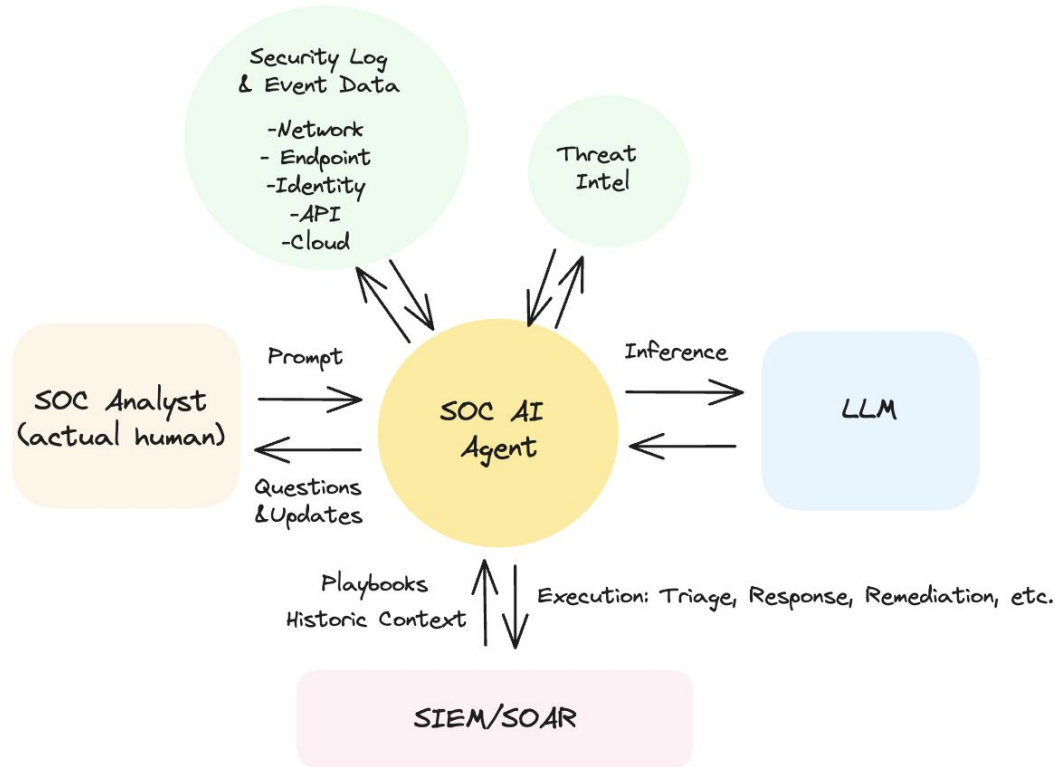 Security Log
& Event Data
-Network
- Endpoint
-Identity
-API
-Cloud
Threat
Intel
Prompt
Inference
SOC Analyst
(actual human)
SOC AI
Agent
LLM
Questions
&Updates
Playbooks
Historic Context
Execution: Triage, Response, Remediation, etc.
SIEM/SOAR